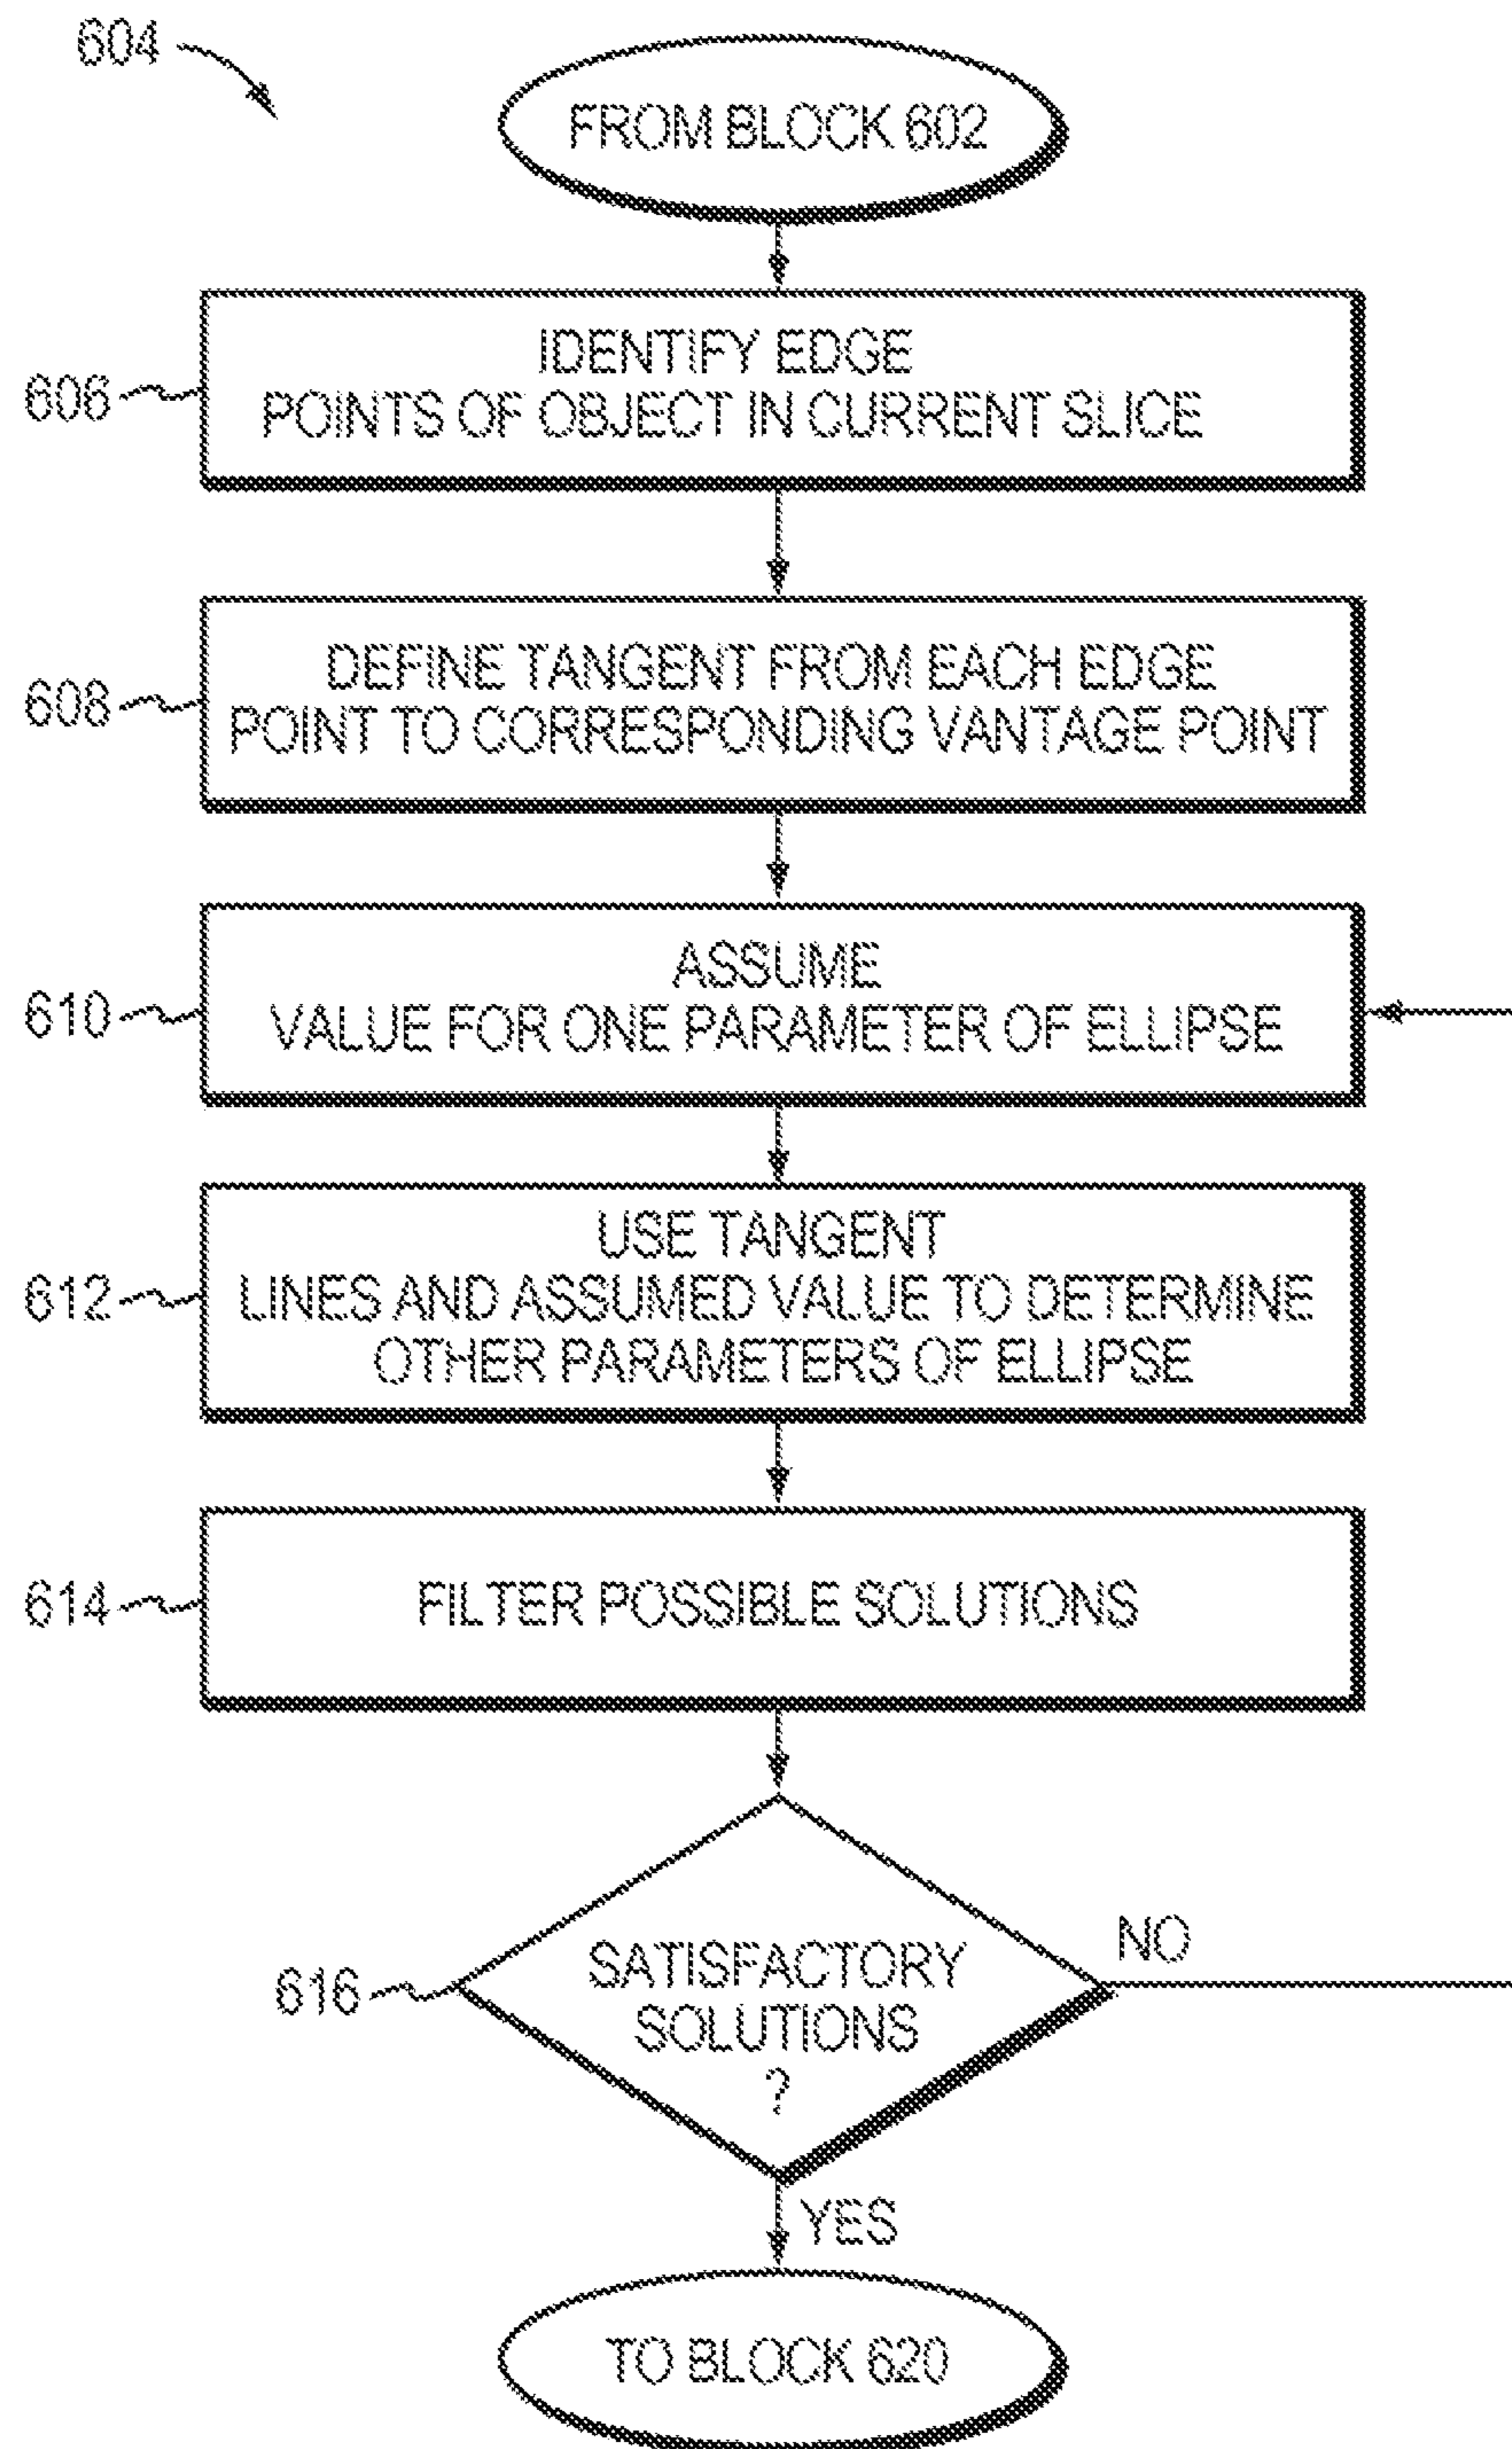 604
FROM BLOCK 602
606
IDENTIFY EDGE
POINTS OF OBJECT IN CURRENT SLICE
608
DEFINE TANGENT FROM EACH EDGE
POINT TO CORRESPONDING VANTAGE POINT
610
ASSUME
VALUE FOR ONE PARAMETER OF ELLIPSE
612
USE TANGENT
LINES AND ASSUMED VALUE TO DETERMINE
OTHER PARAMETERS OF ELLIPSE
614
FILTER POSSIBLE SOLUTIONS
616
SATISFACTORY
SOLUTIONS
?
NO
YES
TO BLOCK 620